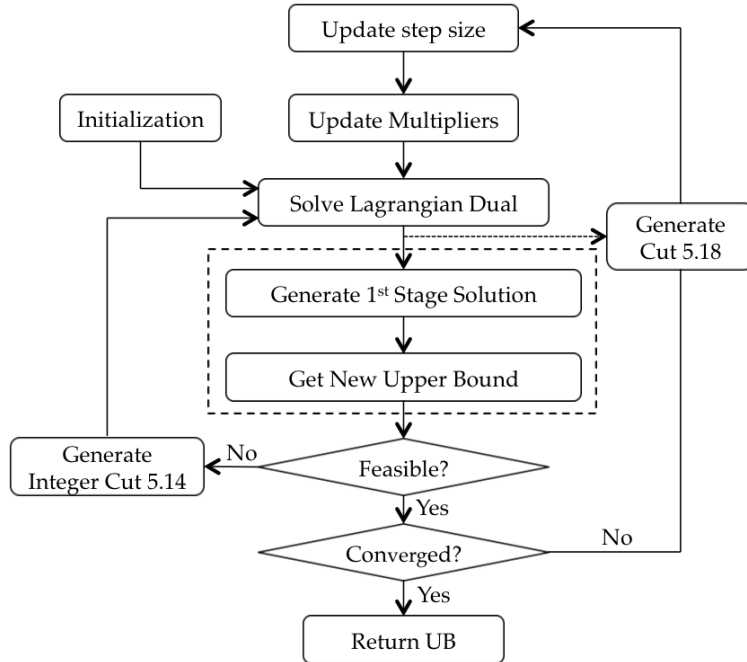 Update step size
Initialization
Update Multipliers
Solve Lagrangian Dual
Generate
Cut 5.18
Generate 1st Stage Solution
Get New Upper Bound
Generate
Integer Cut 5.14
No
Feasible?
Yes
Converged?
No
Yes
Return UB